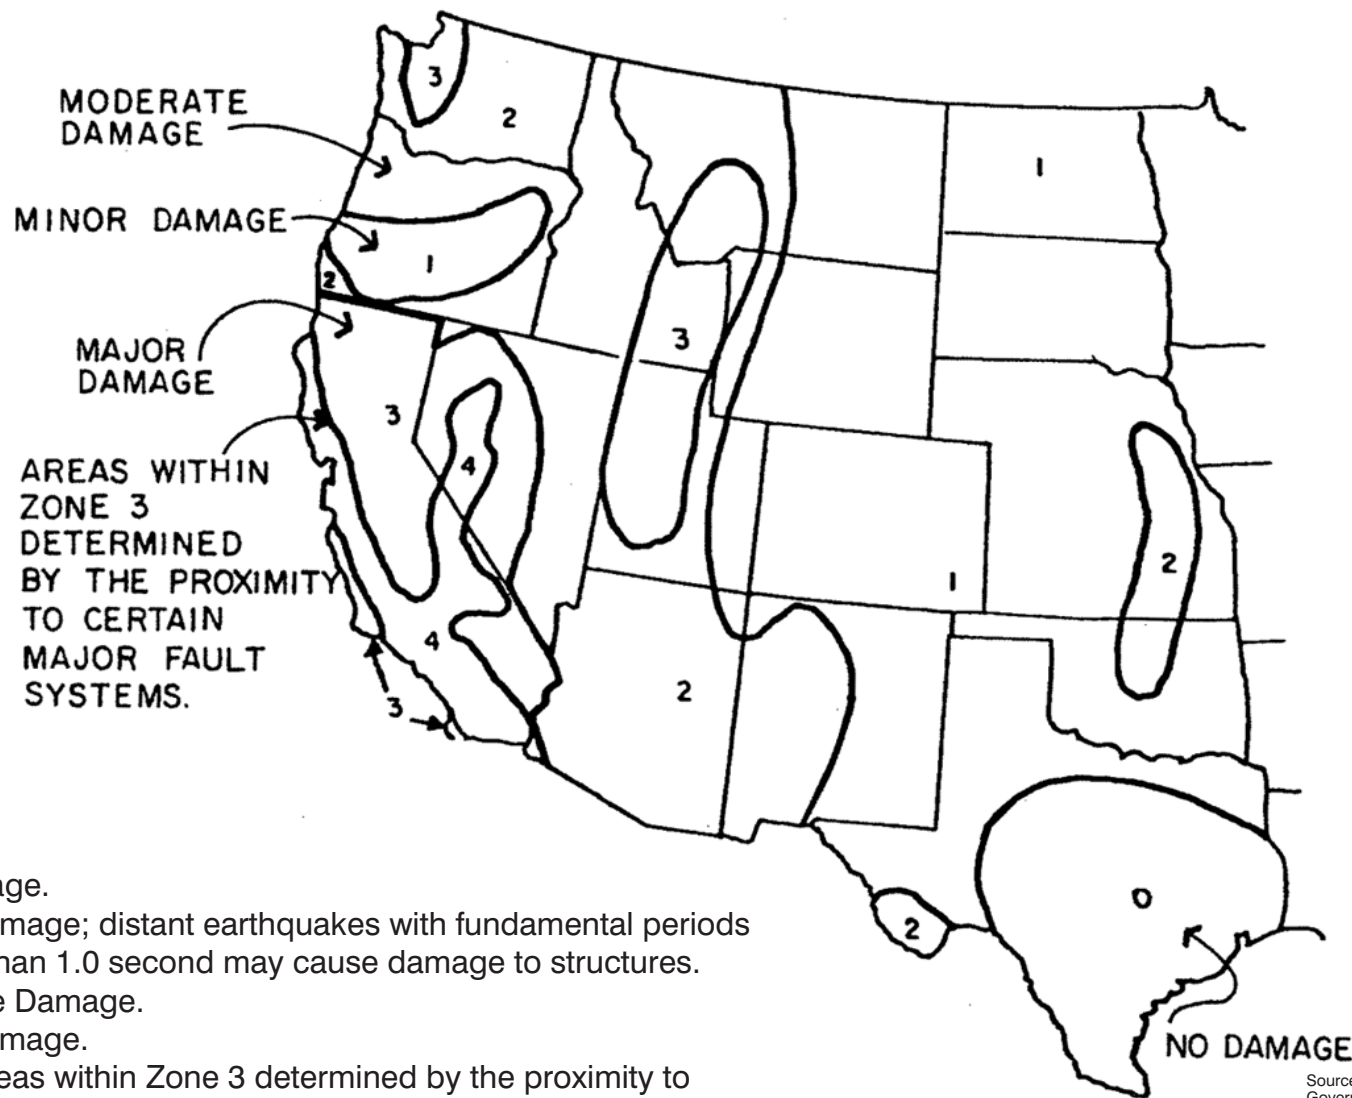 3
MODERATE
DAMAGE
2
1
MINOR DAMAGE
1
2
3
MAJOR
DAMAGE
3
4
AREAS WITHIN
ZONE 3
DETERMINED
BY THE PROXIMITY
TO CERTAIN
MAJOR FAULT
SYSTEMS.
2
1
4
2
3
0
2
NO DAMAGE
age.
mage; distant earthquakes with fundamental periods
han 1.0 second may cause damage to structures.
e Damage.
mage.
eas within Zone 3 determined by the proximity to
Source